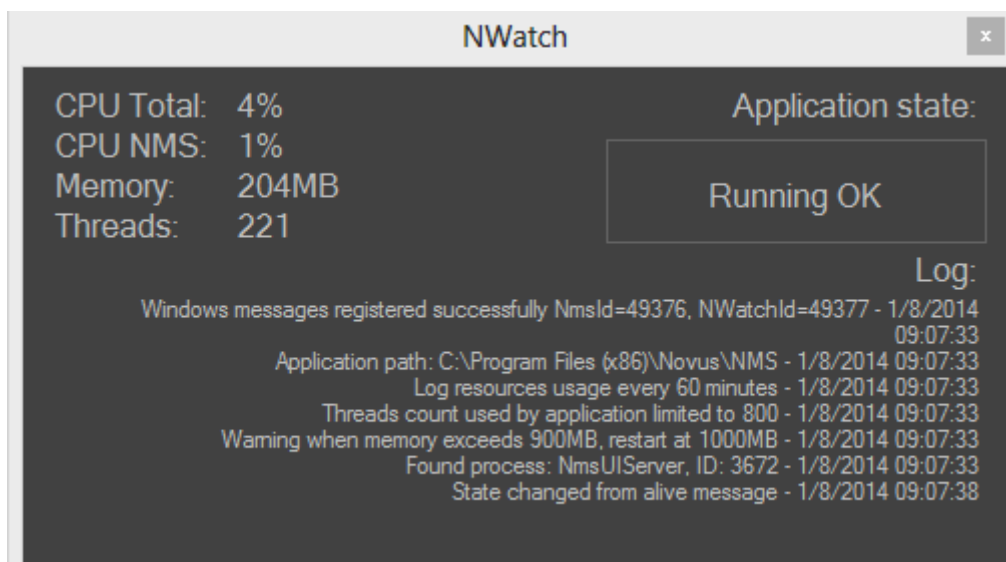 NWatch
x
CPU Total: 4%
CPU NMS: 1%
Memory: 204MB
Threads: 221
Application state:
Running OK
Log:
Windows messages registered successfully NmsId=49376, NWatchId=49377 - 1/8/2014
09:07:33
Application path: C:\Program Files (x86)\Novus\NMS - 1/8/2014 09:07:33
Log resources usage every 60 minutes - 1/8/2014 09:07:33
Threads count used by application limited to 800 - 1/8/2014 09:07:33
Warning when memory exceeds 900MB, restart at 1000MB - 1/8/2014 09:07:33
Found process: NmsUIServer, ID: 3672 - 1/8/2014 09:07:33
State changed from alive message - 1/8/2014 09:07:38